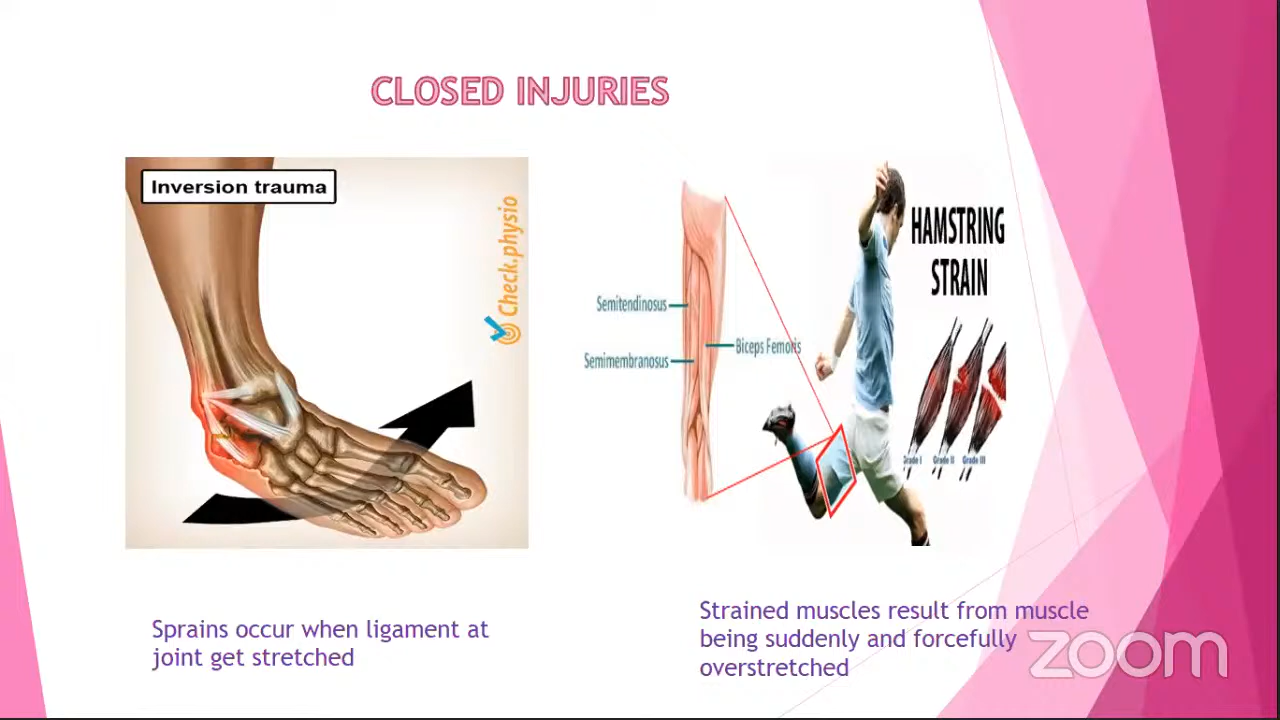 CLOSED INJURIES
Inversion trauma
Check.physio
Sprains occur when ligament at
joint get stretched
HAMSTRING
STRAIN
Semitendinosus
Biceps Femoris
Semimembranosus
Grade I Grade II Grade III
Strained muscles result from muscle
being suddenly and forcefully
overstretched
zoom